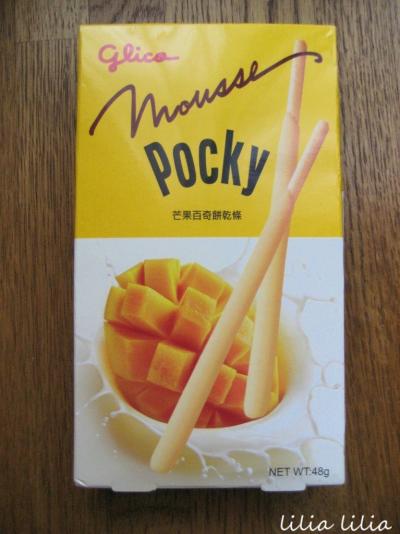 Glico
mousse
Pocky
芒果百奇餅乾條
NET WT:48g
lilia lilia